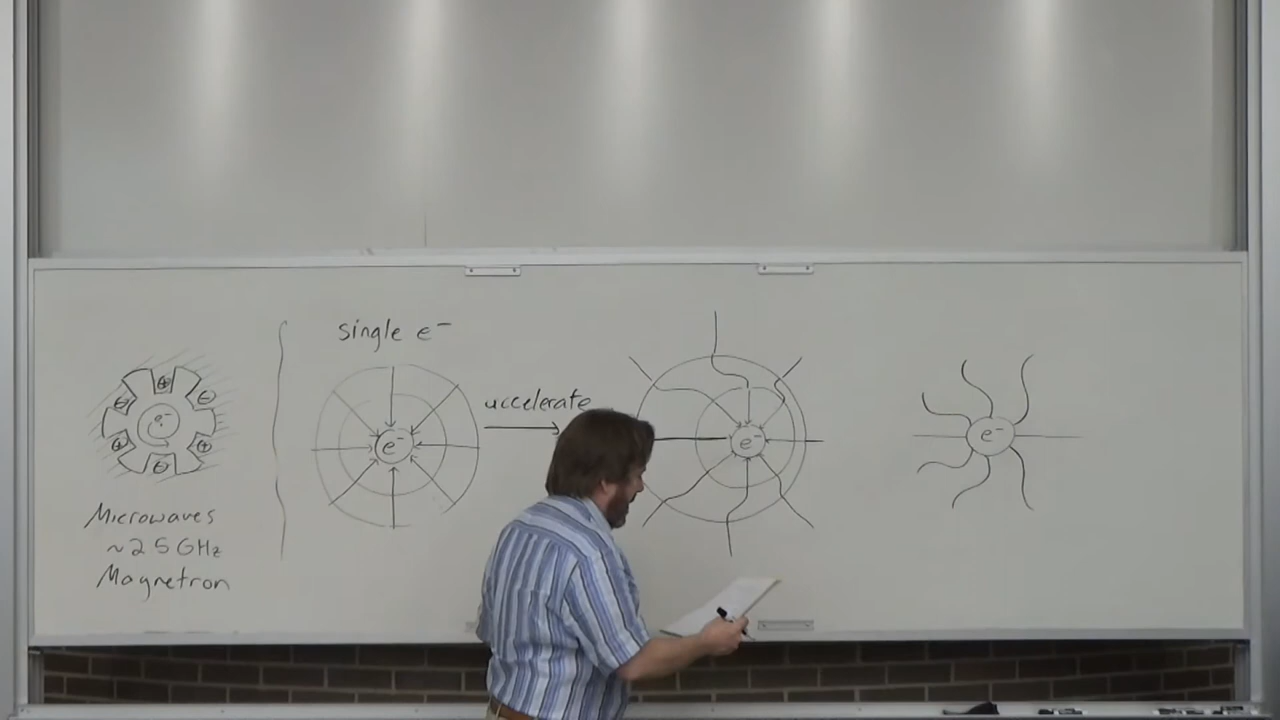 ⊕ ⊖ ⊕ ⊖ ⊕ ⊖
e⁻
Microwaves
~2.5 GHz
Magnetron
single e⁻
e⁻
accelerate
e⁻
e⁻